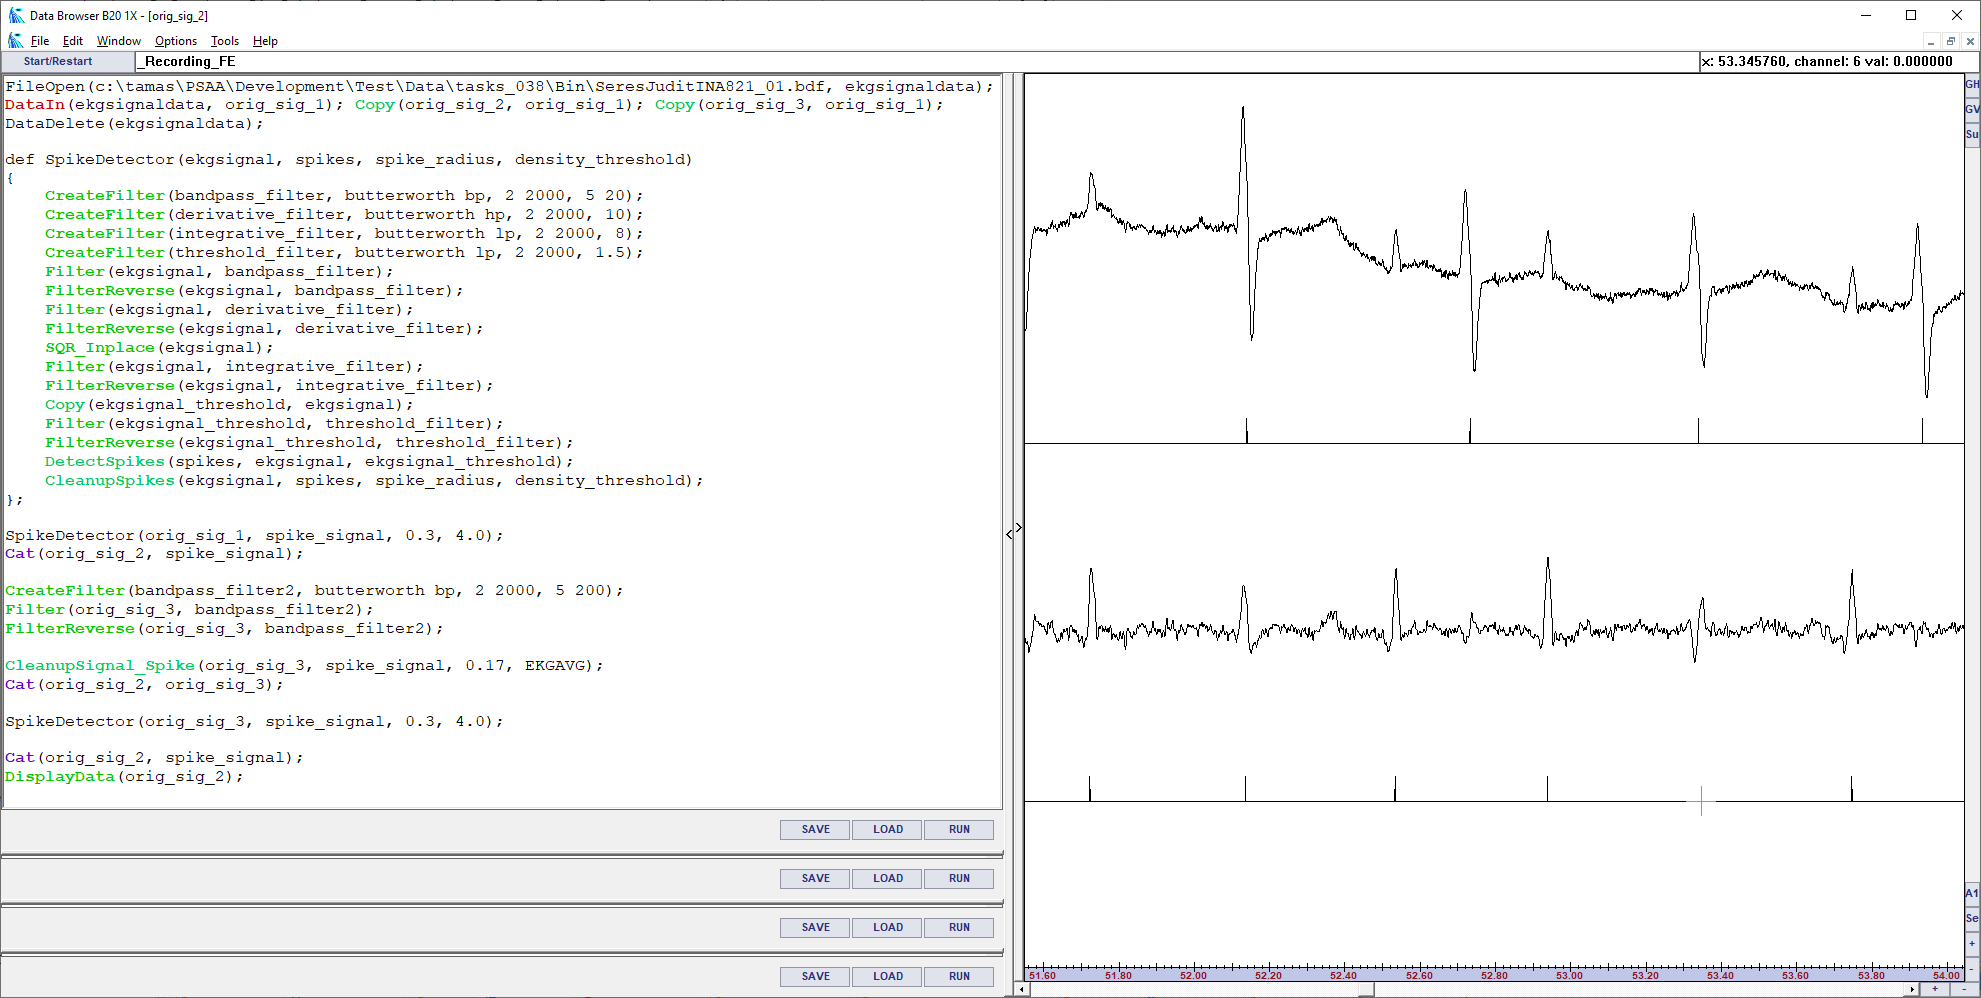 Data Browser B20 1X - [orig_sig_2]
File Edit Window Options Tools Help
Start/Restart
_Recording_FE
x: 53.345760, channel: 6 val: 0.000000
FileOpen(c:\tamas\PSAA\Development\Test\Data\tasks_038\Bin\SeresJuditINA821_01.bdf, ekgsignaldata);
DataIn(ekgsignaldata, orig_sig_1); Copy(orig_sig_2, orig_sig_1); Copy(orig_sig_3, orig_sig_1);
DataDelete(ekgsignaldata);
def SpikeDetector(ekgsignal, spikes, spike_radius, density_threshold)
{
CreateFilter(bandpass_filter, butterworth bp, 2 2000, 5 20);
CreateFilter(derivative_filter, butterworth hp, 2 2000, 10);
CreateFilter(integrative_filter, butterworth lp, 2 2000, 8);
CreateFilter(threshold_filter, butterworth lp, 2 2000, 1.5);
Filter(ekgsignal, bandpass_filter);
FilterReverse(ekgsignal, bandpass_filter);
Filter(ekgsignal, derivative_filter);
FilterReverse(ekgsignal, derivative_filter);
SQR_Inplace(ekgsignal);
Filter(ekgsignal, integrative_filter);
FilterReverse(ekgsignal, integrative_filter);
Copy(ekgsignal_threshold, ekgsignal);
Filter(ekgsignal_threshold, threshold_filter);
FilterReverse(ekgsignal_threshold, threshold_filter);
DetectSpikes(spikes, ekgsignal, ekgsignal_threshold);
CleanupSpikes(ekgsignal, spikes, spike_radius, density_threshold);
};
SpikeDetector(orig_sig_1, spike_signal, 0.3, 4.0);
Cat(orig_sig_2, spike_signal);
CreateFilter(bandpass_filter2, butterworth bp, 2 2000, 5 200);
Filter(orig_sig_3, bandpass_filter2);
FilterReverse(orig_sig_3, bandpass_filter2);
CleanupSignal_Spike(orig_sig_3, spike_signal, 0.17, EKGAVG);
Cat(orig_sig_2, orig_sig_3);
SpikeDetector(orig_sig_3, spike_signal, 0.3, 4.0);
Cat(orig_sig_2, spike_signal);
DisplayData(orig_sig_2);
SAVE LOAD RUN
SAVE LOAD RUN
SAVE LOAD RUN
SAVE LOAD RUN
GH
GV
Su
A1
Se
+
-
51.60 51.80 52.00 52.20 52.40 52.60 52.80 53.00 53.20 53.40 53.60 53.80 54.00
+ -